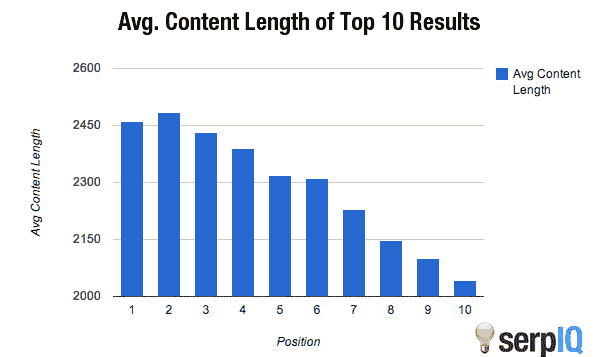 Avg. Content Length of Top 10 Results
2600
2450
2300
2150
2000
Avg Content Length
Avg Content
Length
1 2 3 4 5 6 7 8 9 10
Position
serpIQ